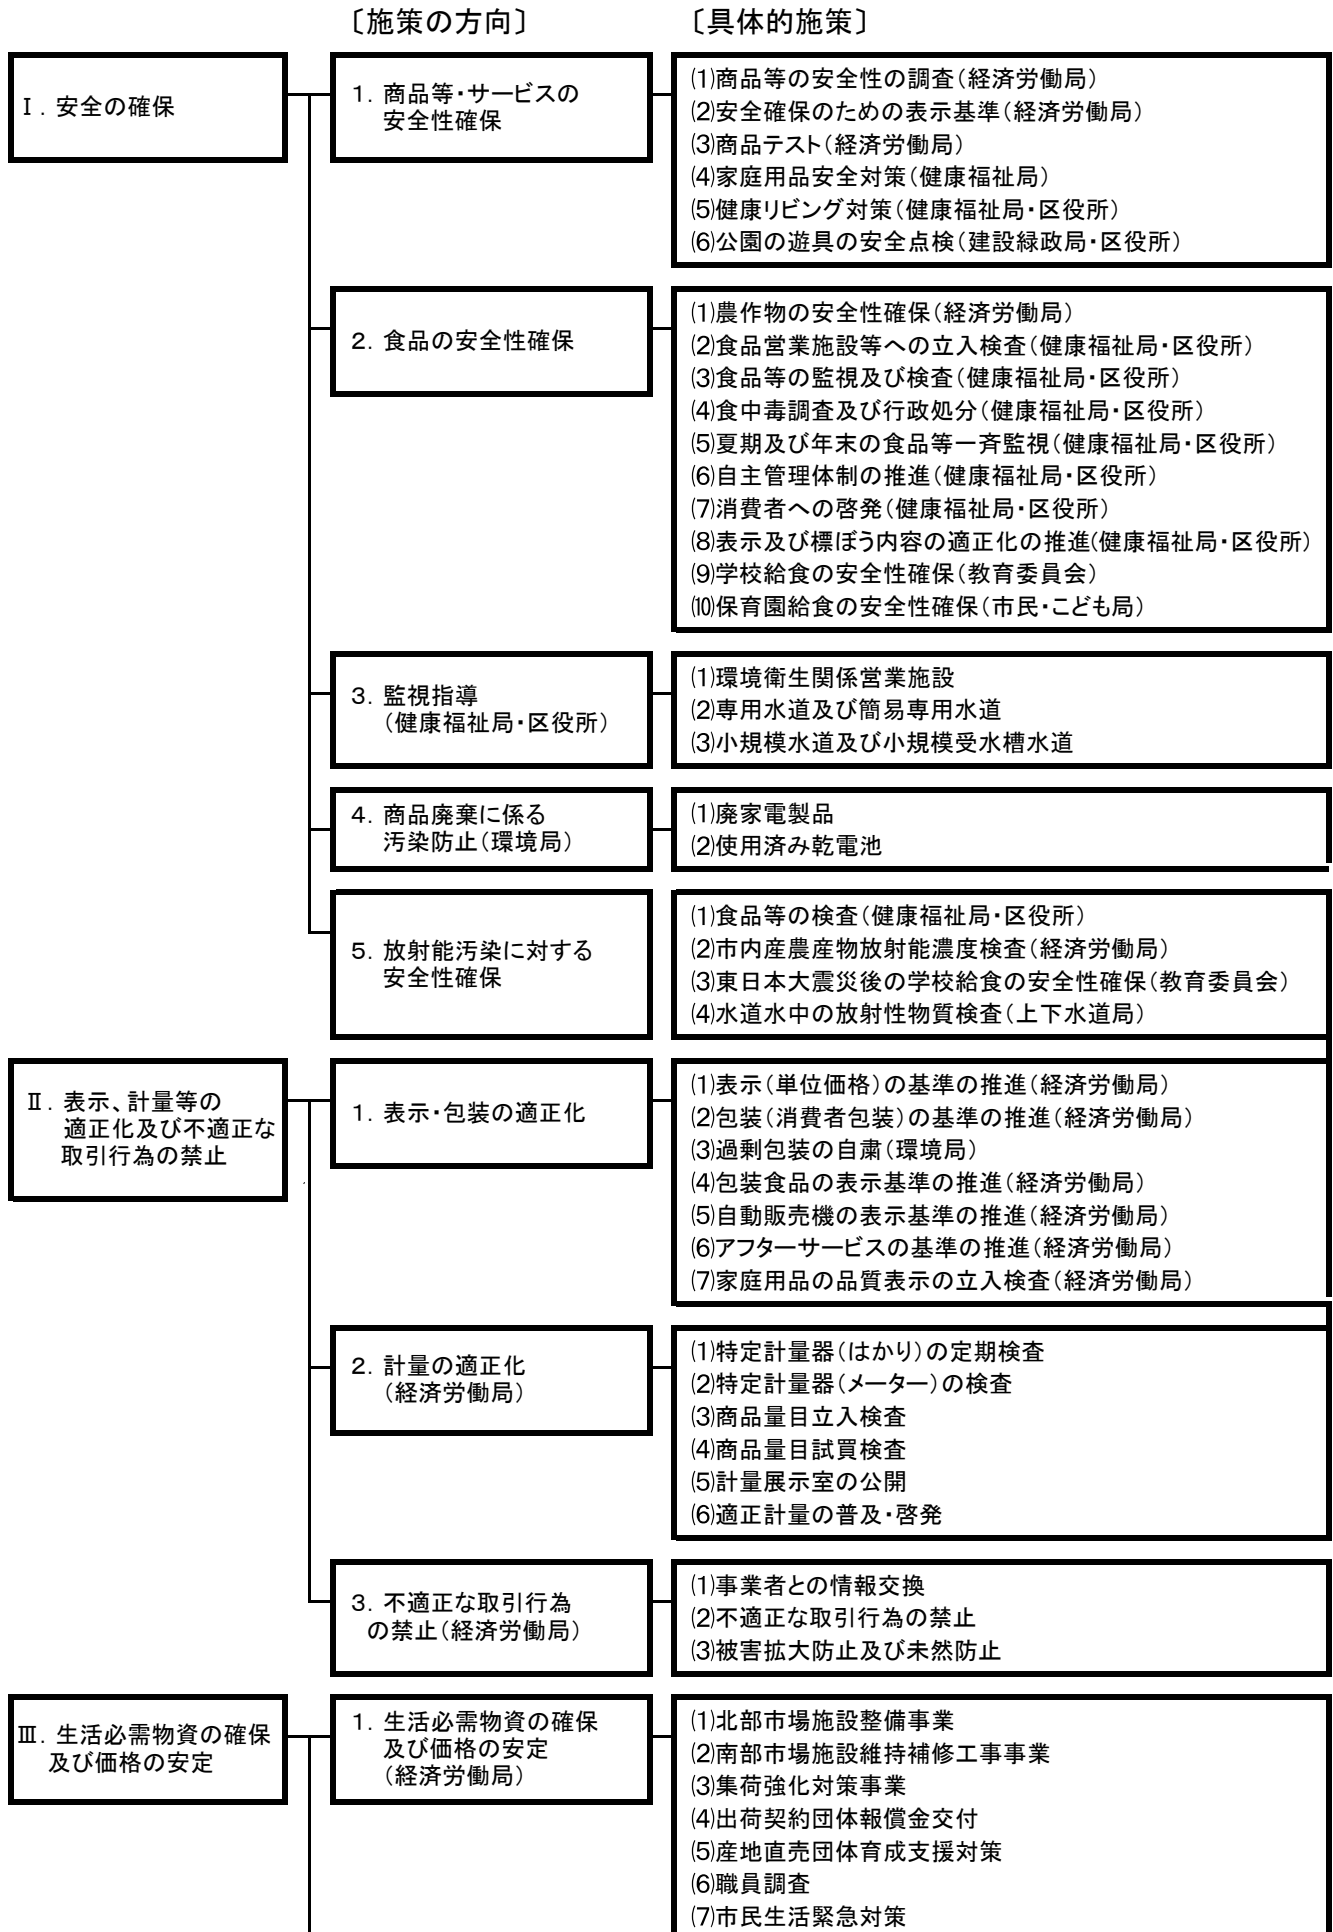 〔施策の方向〕
〔具体的施策〕
Ⅰ．安全の確保
1．商品等・サービスの
安全性確保
⑴商品等の安全性の調査（経済労働局）
⑵安全確保のための表示基準（経済労働局）
⑶商品テスト（経済労働局）
⑷家庭用品安全対策（健康福祉局）
⑸健康リビング対策（健康福祉局・区役所）
⑹公園の遊具の安全点検（建設緑政局・区役所）
2．食品の安全性確保
⑴農作物の安全性確保（経済労働局）
⑵食品営業施設等への立入検査（健康福祉局・区役所）
⑶食品等の監視及び検査（健康福祉局・区役所）
⑷食中毒調査及び行政処分（健康福祉局・区役所）
⑸夏期及び年末の食品等一斉監視（健康福祉局・区役所）
⑹自主管理体制の推進（健康福祉局・区役所）
⑺消費者への啓発（健康福祉局・区役所）
⑻表示及び標ぼう内容の適正化の推進(健康福祉局・区役所）
⑼学校給食の安全性確保（教育委員会）
⑽保育園給食の安全性確保（市民・こども局）
3．監視指導
（健康福祉局・区役所）
⑴環境衛生関係営業施設
⑵専用水道及び簡易専用水道
⑶小規模水道及び小規模受水槽水道
4．商品廃棄に係る
汚染防止（環境局）
⑴廃家電製品
⑵使用済み乾電池
5．放射能汚染に対する
安全性確保
⑴食品等の検査（健康福祉局・区役所）
⑵市内産農産物放射能濃度検査（経済労働局）
⑶東日本大震災後の学校給食の安全性確保（教育委員会）
⑷水道水中の放射性物質検査（上下水道局）
Ⅱ．表示、計量等の
適正化及び不適正な
取引行為の禁止
1．表示・包装の適正化
⑴表示（単位価格）の基準の推進（経済労働局）
⑵包装（消費者包装）の基準の推進（経済労働局）
⑶過剰包装の自粛（環境局）
⑷包装食品の表示基準の推進（経済労働局）
⑸自動販売機の表示基準の推進（経済労働局）
⑹アフターサービスの基準の推進（経済労働局）
⑺家庭用品の品質表示の立入検査（経済労働局）
2．計量の適正化
（経済労働局）
⑴特定計量器（はかり）の定期検査
⑵特定計量器（メーター）の検査
⑶商品量目立入検査
⑷商品量目試買検査
⑸計量展示室の公開
⑹適正計量の普及・啓発
3．不適正な取引行為
の禁止（経済労働局）
⑴事業者との情報交換
⑵不適正な取引行為の禁止
⑶被害拡大防止及び未然防止
Ⅲ．生活必需物資の確保
及び価格の安定
1．生活必需物資の確保
及び価格の安定
（経済労働局）
⑴北部市場施設整備事業
⑵南部市場施設維持補修工事事業
⑶集荷強化対策事業
⑷出荷契約団体報償金交付
⑸産地直売団体育成支援対策
⑹職員調査
⑺市民生活緊急対策